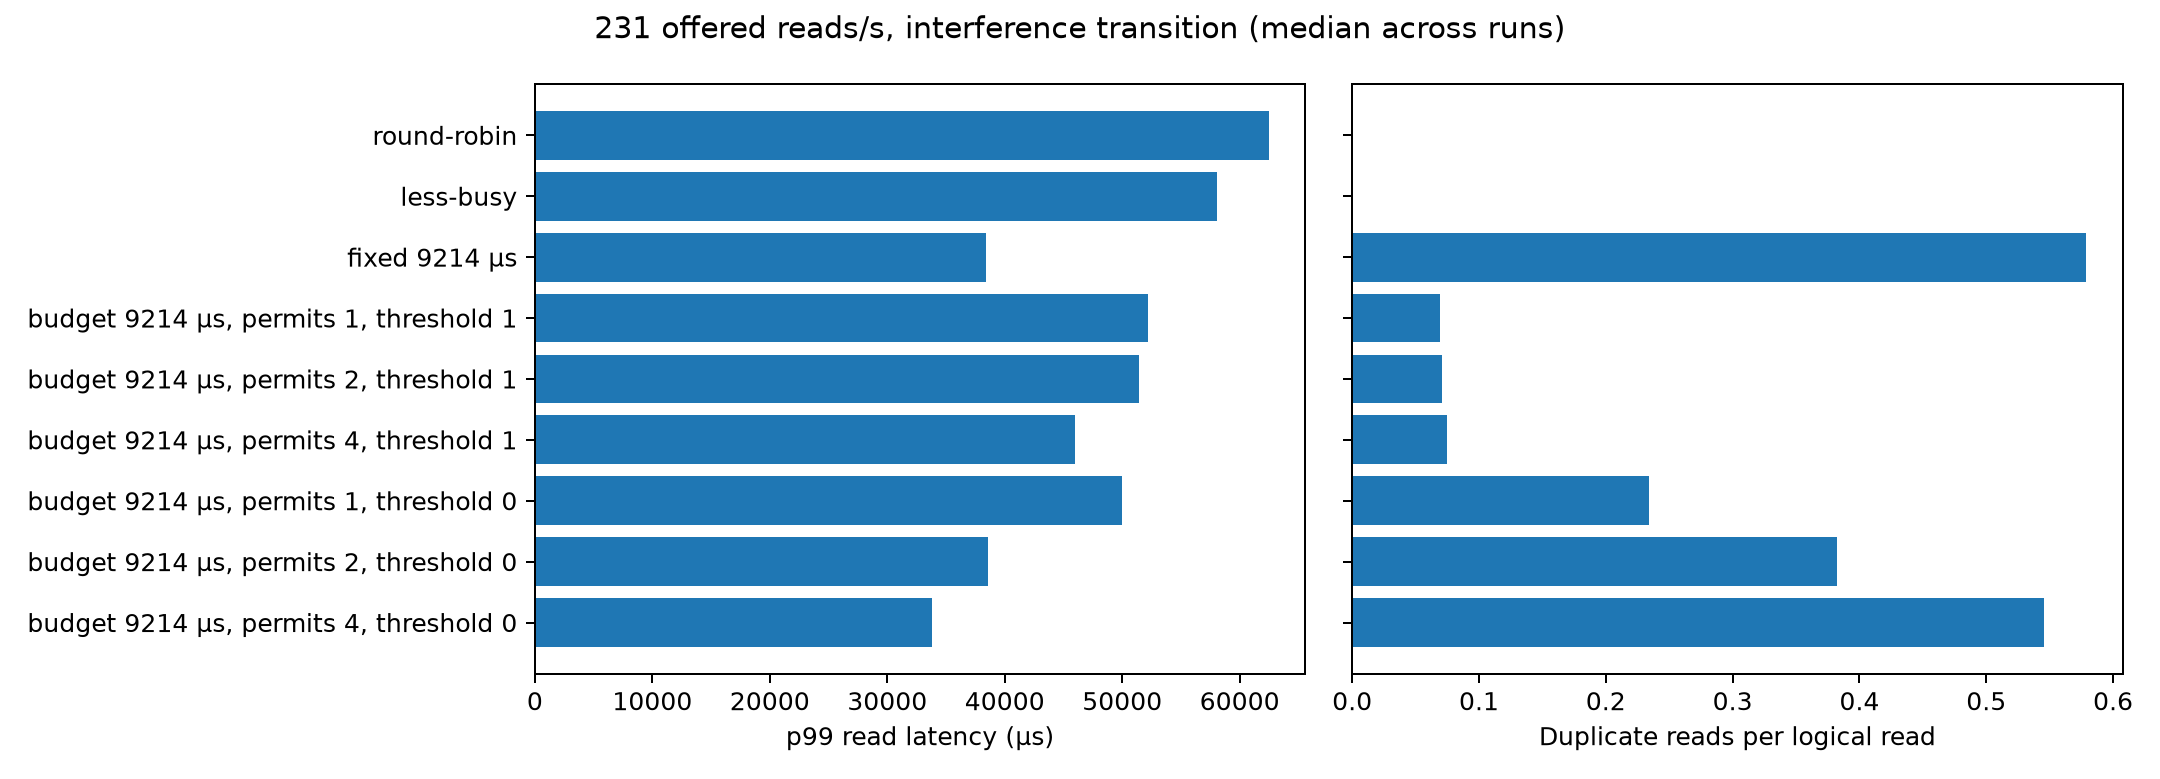 231 offered reads/s, interference transition (median across runs)
round-robin
less-busy
fixed 9214 µs
budget 9214 µs, permits 1, threshold 1
budget 9214 µs, permits 2, threshold 1
budget 9214 µs, permits 4, threshold 1
budget 9214 µs, permits 1, threshold 0
budget 9214 µs, permits 2, threshold 0
budget 9214 µs, permits 4, threshold 0
0 10000 20000 30000 40000 50000 60000
p99 read latency (µs)
0.0 0.1 0.2 0.3 0.4 0.5 0.6
Duplicate reads per logical read